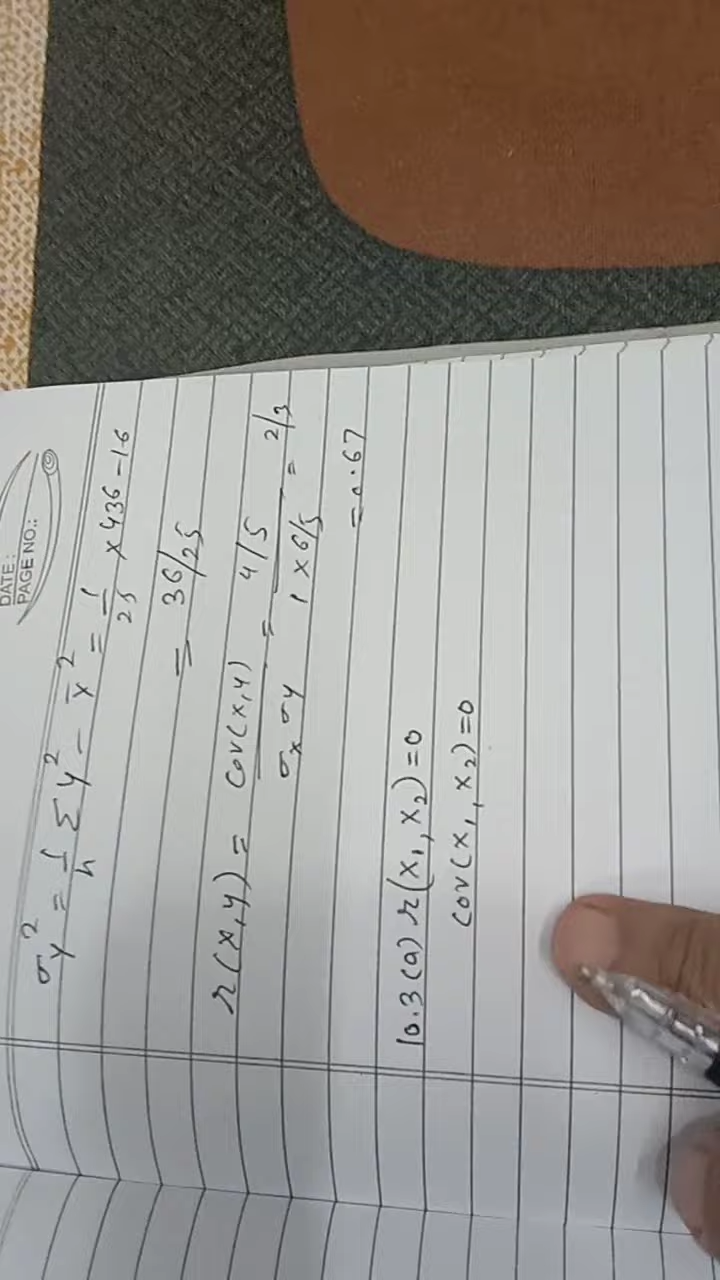 DATE:
PAGE NO.:
σy² = 1/n Σy² - x̄² = 1/25 × 436 - 16
= 36/25
r(x,y) = cov(x,y)/σx σy = 4/5 / 1 × 6/5 = 2/3
= 0.67
10.3 (a) r(x₁, x₂) = 0
cov(x₁, x₂) = 0